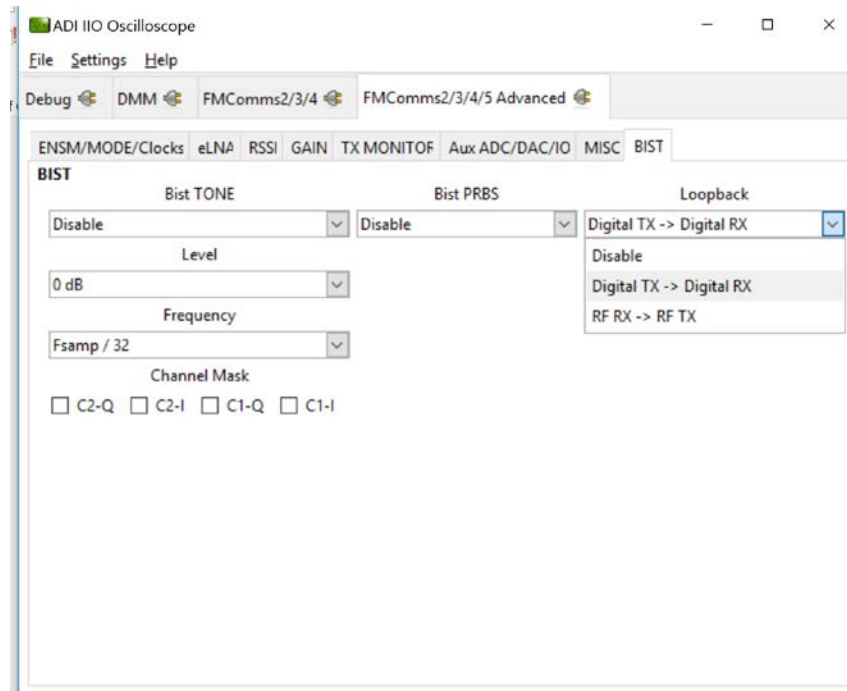 ADI IIO Oscilloscope
File Settings Help
Debug DMM FMComms2/3/4 FMComms2/3/4/5 Advanced
ENSM/MODE/Clocks eLNA RSSI GAIN TX MONITOR Aux ADC/DAC/IO MISC BIST
BIST
Bist TONE Bist PRBS Loopback
Disable Disable Digital TX -> Digital RX
Level Disable
0 dB Digital TX -> Digital RX
Frequency RF RX -> RF TX
Fsamp / 32
Channel Mask
C2-Q C2-I C1-Q C1-I